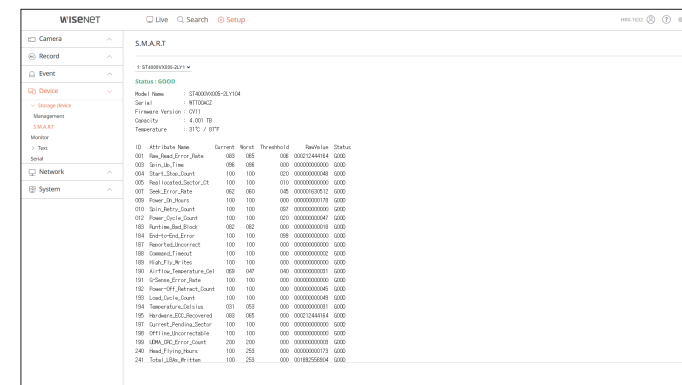 WISENET
Live Search Setup
HRX-1632
Camera
Record
Event
Device
Storage device
Management
S.M.A.R.T
Monitor
Text
Serial
Network
System
S.M.A.R.T
1: ST4000VX005-2LY1
Status : GOOD
Model Name : ST4000VX005-2LY104
Serial : WTT00ACZ
Firmware Version : CV11
Capacity : 4.001 TB
Temperature : 31℃ / 87℉
ID Attribute Name Current Worst Threshold RawValue Status
001 Raw_Read_Error_Rate 083 065 006 000212444164 GOOD
003 Spin_Up_Time 096 096 000 000000000000 GOOD
004 Start_Stop_Count 100 100 020 000000000048 GOOD
005 Reallocated_Sector_Ct 100 100 010 000000000000 GOOD
007 Seek_Error_Rate 062 060 045 000001630512 GOOD
009 Power_On_Hours 100 100 000 000000000178 GOOD
010 Spin_Retry_Count 100 100 097 000000000000 GOOD
012 Power_Cycle_Count 100 100 020 000000000047 GOOD
183 Runtime_Bad_Block 082 082 000 000000000018 GOOD
184 End-to-End_Error 100 100 099 000000000000 GOOD
187 Reported_Uncorrect 100 100 000 000000000000 GOOD
188 Command_Timeout 100 100 000 000000000002 GOOD
189 High_Fly_Writes 100 100 000 000000000000 GOOD
190 Airflow_Temperature_Cel 069 047 040 000000000031 GOOD
191 G-Sense_Error_Rate 100 100 000 000000000000 GOOD
192 Power-Off_Retract_Count 100 100 000 000000000045 GOOD
193 Load_Cycle_Count 100 100 000 000000000049 GOOD
194 Temperature_Celsius 031 053 000 000000000031 GOOD
195 Hardware_ECC_Recovered 083 065 000 000212444164 GOOD
197 Current_Pending_Sector 100 100 000 000000000000 GOOD
198 Offline_Uncorrectable 100 100 000 000000000000 GOOD
199 UDMA_CRC_Error_Count 200 200 000 000000000003 GOOD
240 Head_Flying_Hours 100 253 000 000000000173 GOOD
241 Total_LBAs_Written 100 253 000 001892556904 GOOD